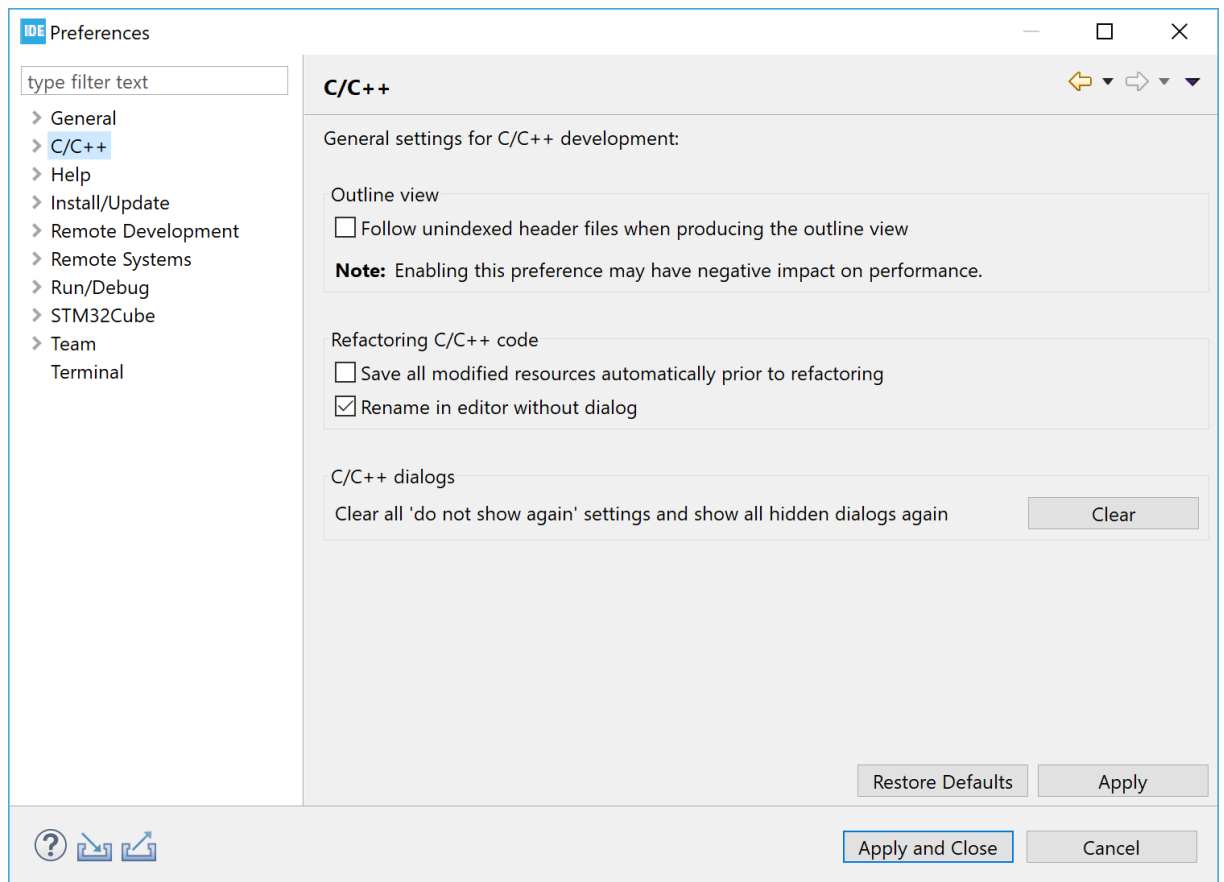 IDE Preferences
type filter text
General
C/C++
Help
Install/Update
Remote Development
Remote Systems
Run/Debug
STM32Cube
Team
Terminal
C/C++
General settings for C/C++ development:
Outline view
Follow unindexed header files when producing the outline view
Note: Enabling this preference may have negative impact on performance.
Refactoring C/C++ code
Save all modified resources automatically prior to refactoring
Rename in editor without dialog
C/C++ dialogs
Clear all 'do not show again' settings and show all hidden dialogs again
Clear
Restore Defaults
Apply
?
Apply and Close
Cancel